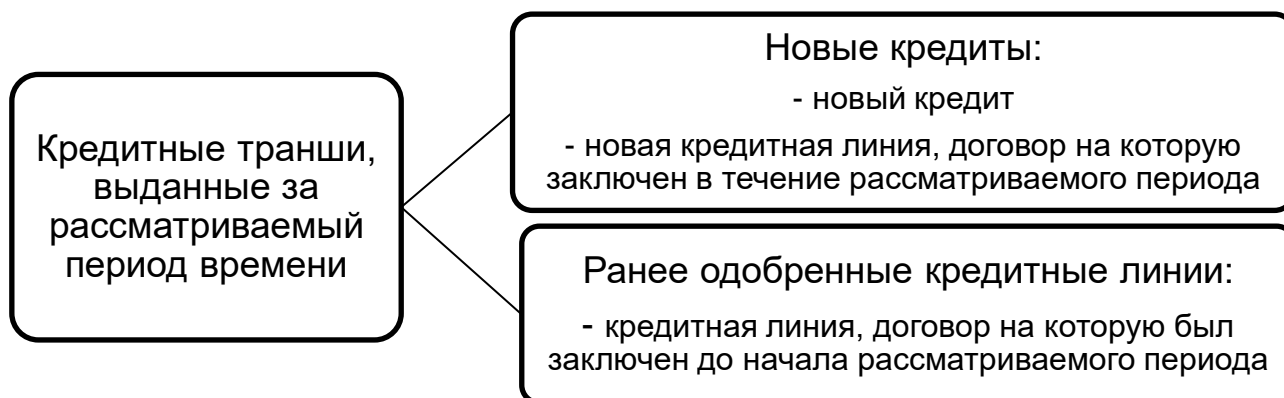 Кредитные транши,
выданные за
рассматриваемый
период времени
Новые кредиты:
- новый кредит
- новая кредитная линия, договор на которую
заключен в течение рассматриваемого периода
Ранее одобренные кредитные линии:
- кредитная линия, договор на которую был
заключен до начала рассматриваемого периода